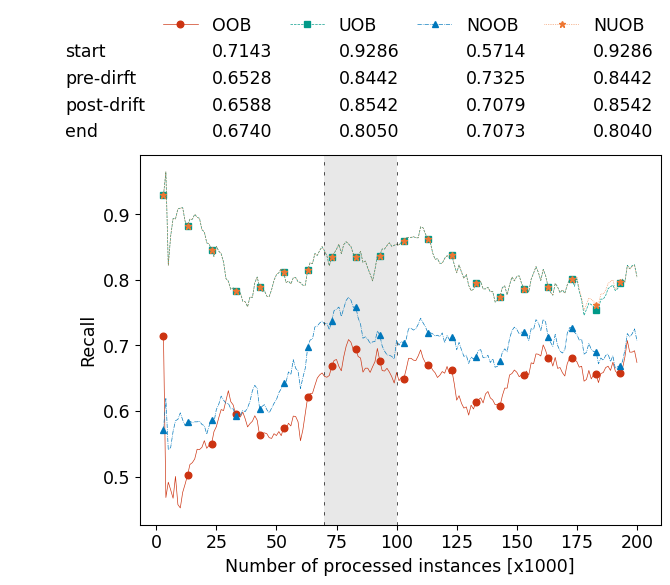 OOB UOB NOOB NUOB
start 0.7143 0.9286 0.5714 0.9286
pre-dirft 0.6528 0.8442 0.7325 0.8442
post-drift 0.6588 0.8542 0.7079 0.8542
end 0.6740 0.8050 0.7073 0.8040
0.9
0.8
0.7
0.6
0.5
Recall
0 25 50 75 100 125 150 175 200
Number of processed instances [x1000]